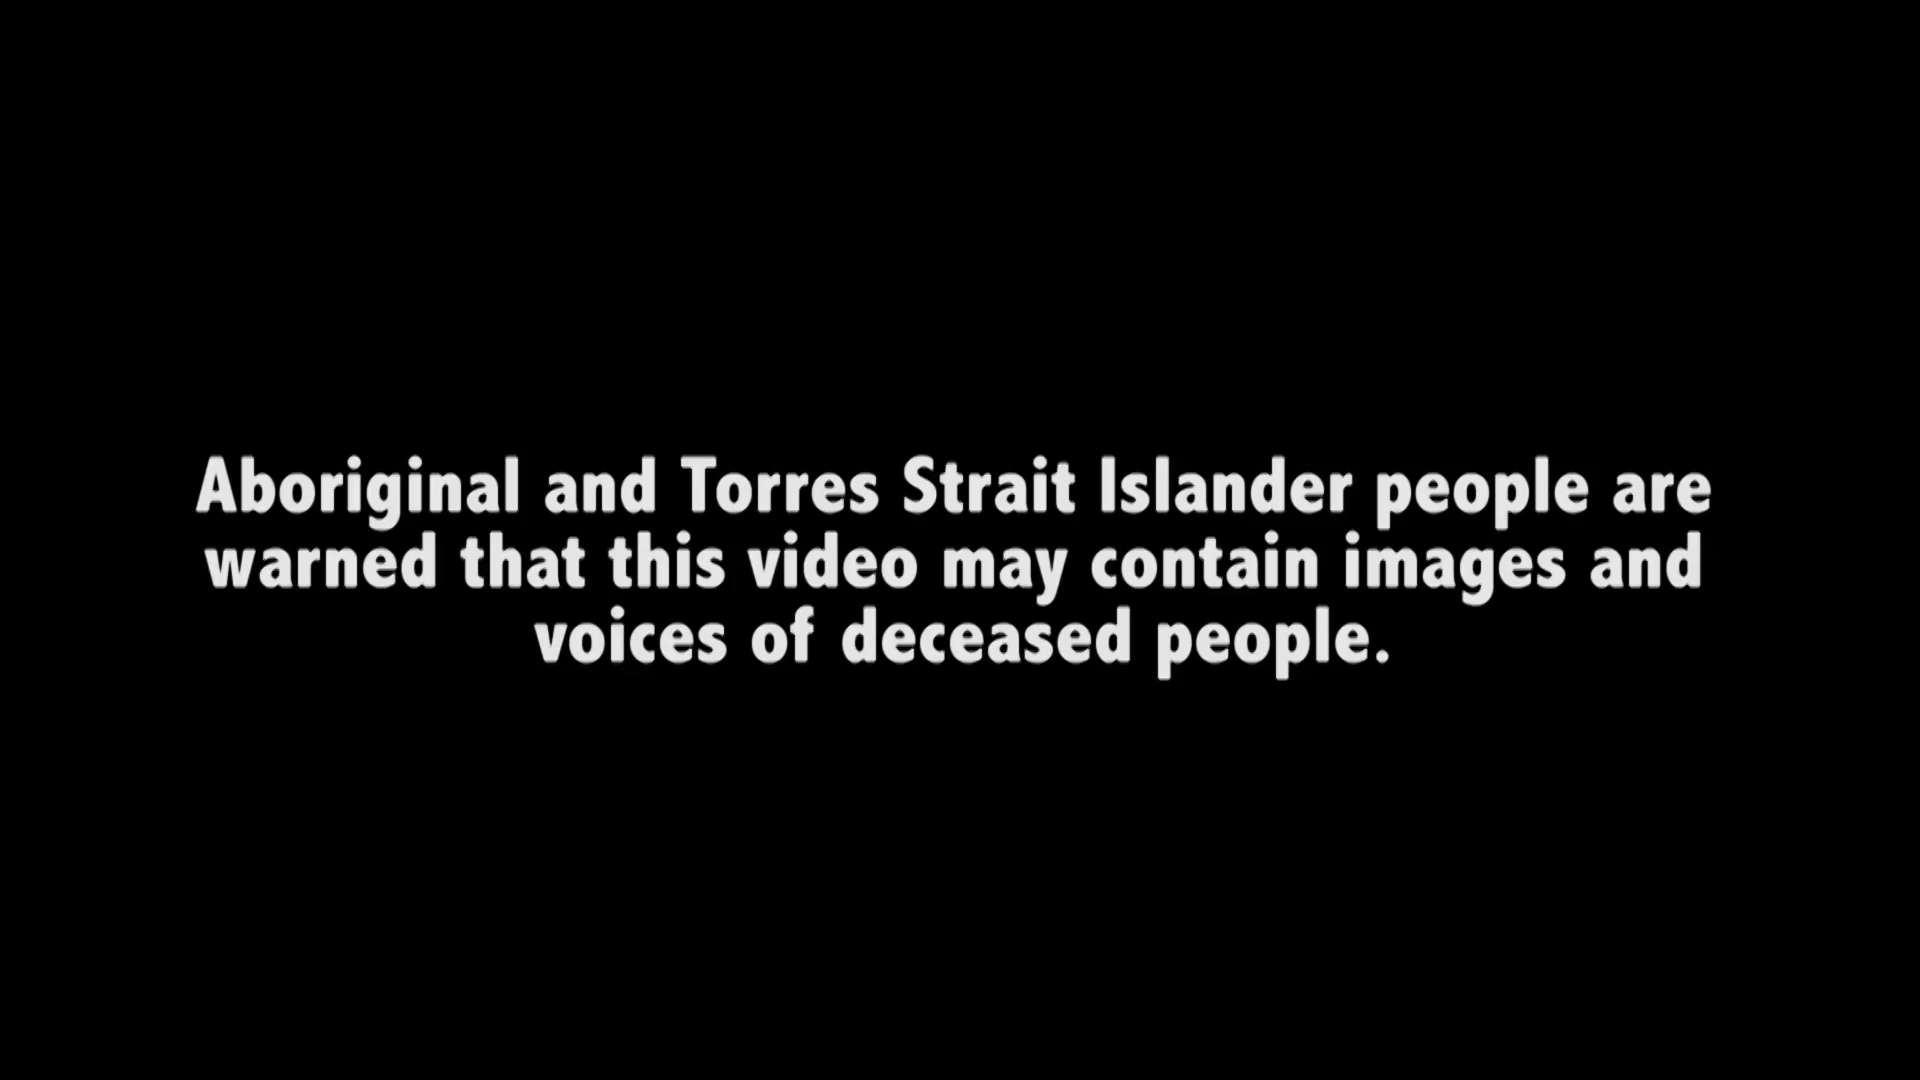 Aboriginal and Torres Strait Islander people are
warned that this video may contain images and
voices of deceased people.